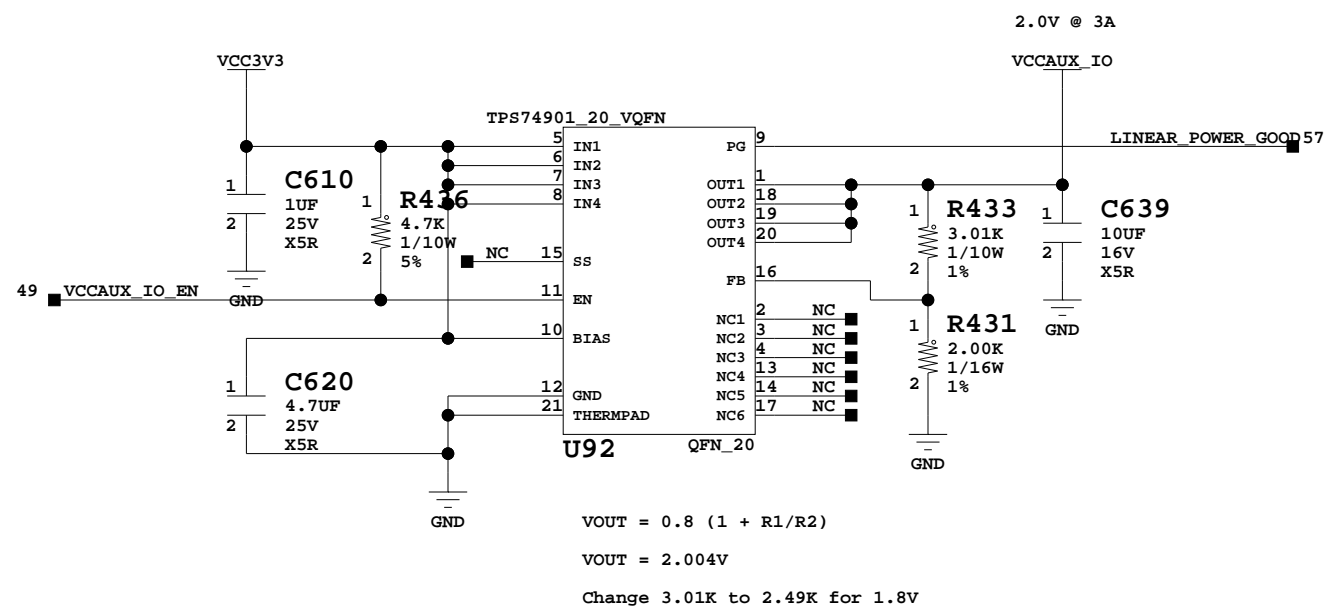 2.0V @ 3A
VCC3V3
VCCAUX_IO
TPS74901_20_VQFN
5 IN1
6 IN2
7 IN3
8 IN4
15 SS
NC
11 EN
10 BIAS
12 GND
21 THERMPAD
PG 9
LINEAR_POWER_GOOD 57
OUT1 1
OUT2 18
OUT3 19
OUT4 20
FB 16
NC1 2 NC
NC2 3 NC
NC3 4 NC
NC4 13 NC
NC5 14 NC
NC6 17 NC
U92
QFN_20
1
C610
1UF
25V
X5R
2
GND
1
R436
4.7K
1/10W
5%
2
49 VCCAUX_IO_EN
1
C620
4.7UF
25V
X5R
2
GND
1
R433
3.01K
1/10W
1%
2
1
C639
10UF
16V
X5R
2
GND
1
R431
2.00K
1/16W
1%
2
GND
VOUT = 0.8 (1 + R1/R2)
VOUT = 2.004V
Change 3.01K to 2.49K for 1.8V